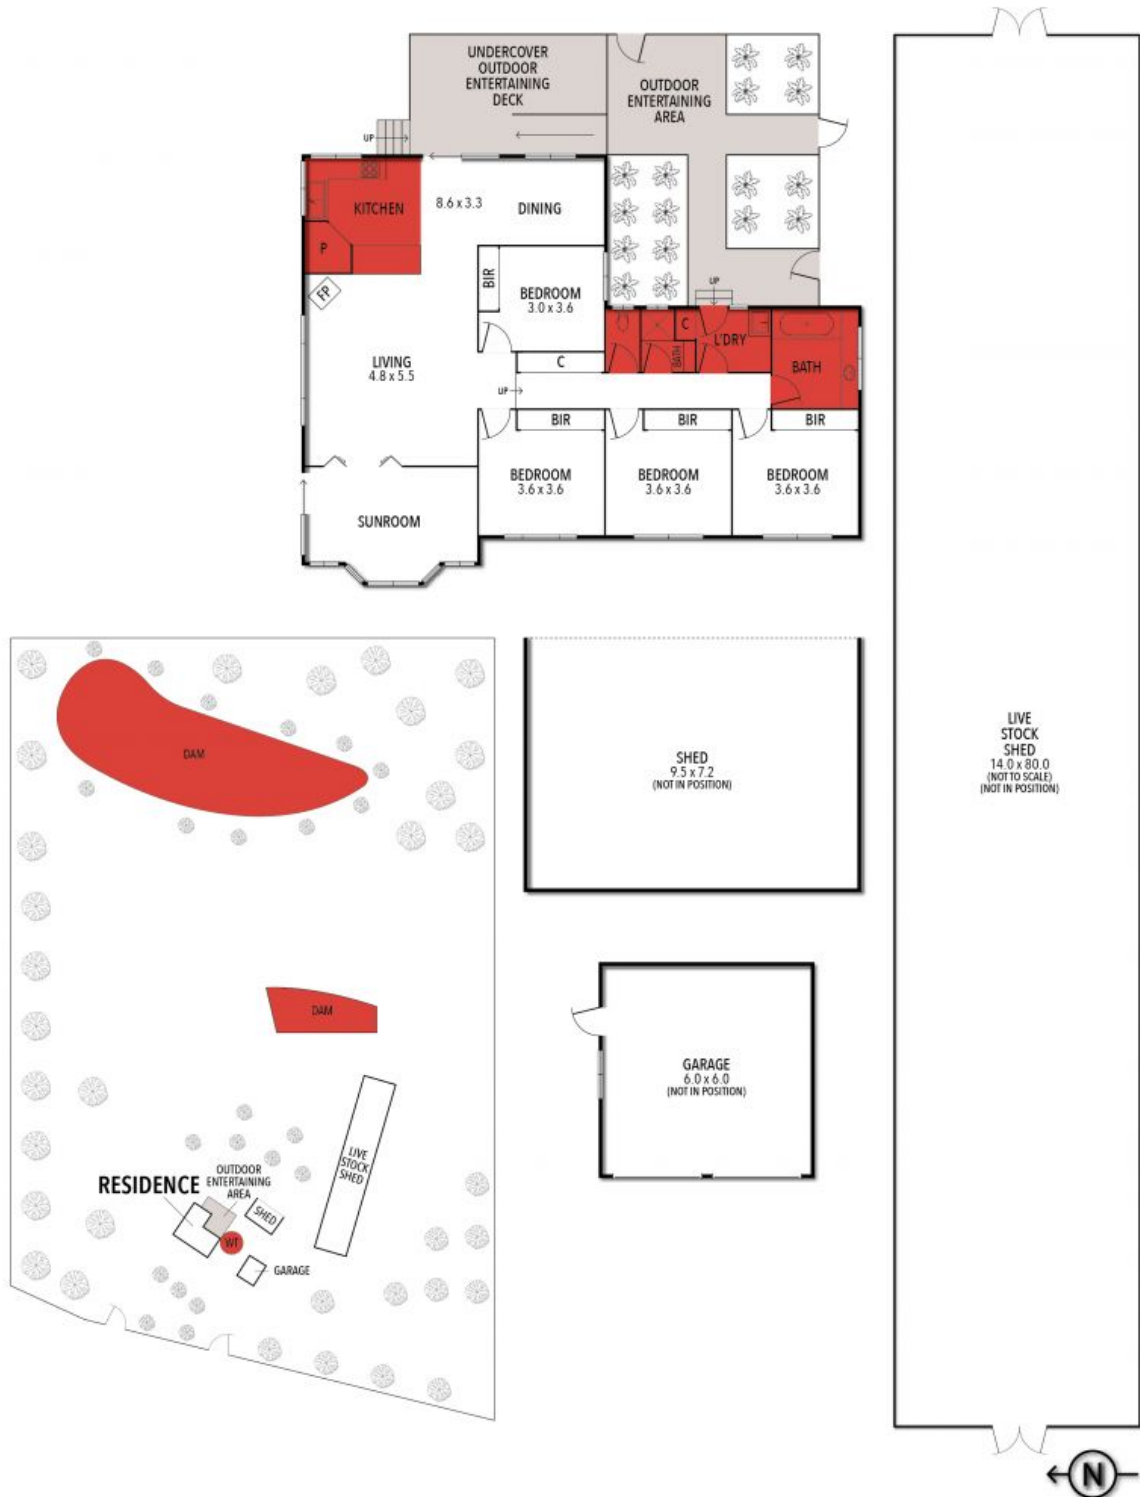 UNDERCOVER
OUTDOOR
ENTERTAINING
DECK
OUTDOOR
ENTERTAINING
AREA
UP
KITCHEN
8.6 x 3.3
DINING
P
FP
BIR
BEDROOM
3.0 x 3.6
UP
C
L'DRY
BATH
BATH
LIVING
4.8 x 5.5
C
UP
BIR
BIR
BIR
BEDROOM
3.6 x 3.6
BEDROOM
3.6 x 3.6
BEDROOM
3.6 x 3.6
SUNROOM
DAM
SHED
9.5 x 7.2
(NOT IN POSITION)
LIVE
STOCK
SHED
14.0 x 80.0
(NOT TO SCALE)
(NOT IN POSITION)
DAM
GARAGE
6.0 x 6.0
(NOT IN POSITION)
LIVE
STOCK
SHED
RESIDENCE
OUTDOOR
ENTERTAINING
AREA
SHED
WT
GARAGE
N